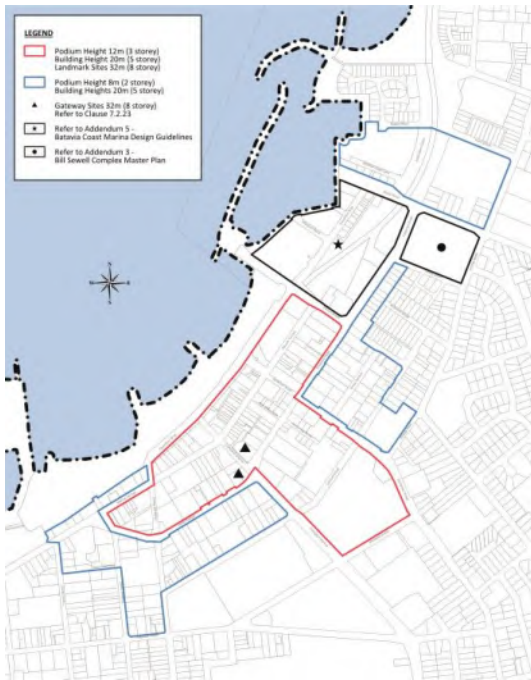 LEGEND
Podium Height 12m (3 storey)
Building Height 20m (5 storey)
Landmark Sites 32m (8 storey)
Podium Height 8m (2 storey)
Building Heights 20m (5 storey)
Gateway Sites 32m (8 storey)
Refer to Clause 7.2.23
Refer to Addendum 5 -
Batavia Coast Marina Design Guidelines
Refer to Addendum 3 -
Bill Sewell Complex Master Plan
N